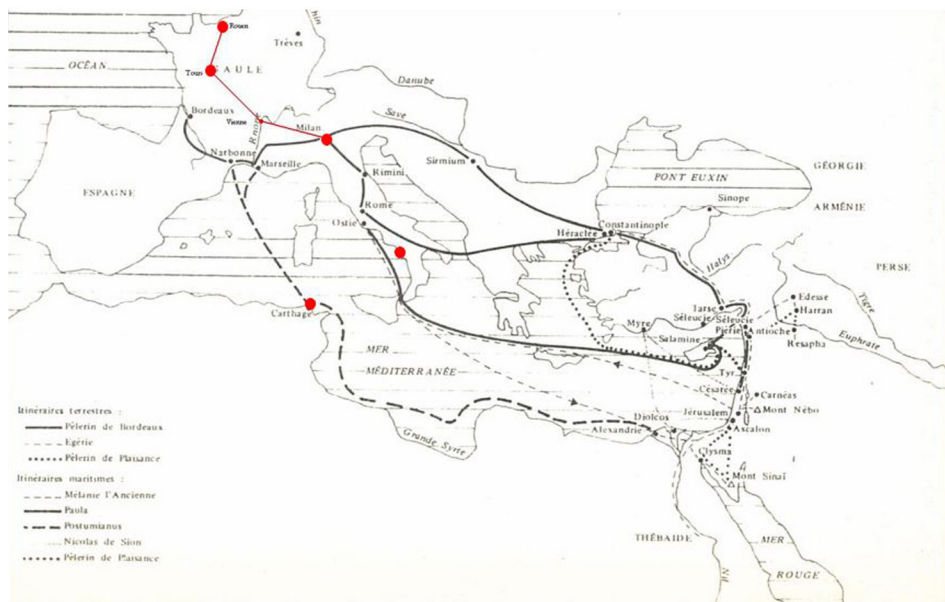 hin
Rouen
Trèves
OCÉAN
Tours
GAULE
Danube
Bordeaux
Vienne
Rhône
Milan
Save
Narbonne
Marseille
Sirmium
Rimini
PONT EUXIN
GÉORGIE
ESPAGNE
Sinope
ARMÉNIE
Rome
Ostie
Constantinople
Héraclée
Halys
PERSE
Carthage
Tarse
Séleucie
Séleucie
Piérie
Antioche
Edesse
Harran
Tigre
Myre
Salamine
Resapha
Euphrate
MER
MÉDITERRANÉE
Tyr
Césarée
Carnéas
Jérusalem
Mont Nébo
Diolcos
Alexandrie
Ascalon
Grande Syrte
Clysma
Mont Sinaï
Itinéraires terrestres :
Pèlerin de Bordeaux
Egérie
Pèlerin de Plaisance
Itinéraires maritimes :
Mélanie l'Ancienne
Paula
Postumianus
Nicolas de Sion
Pèlerin de Plaisance
THÉBAIDE
Nil
MER
ROUGE